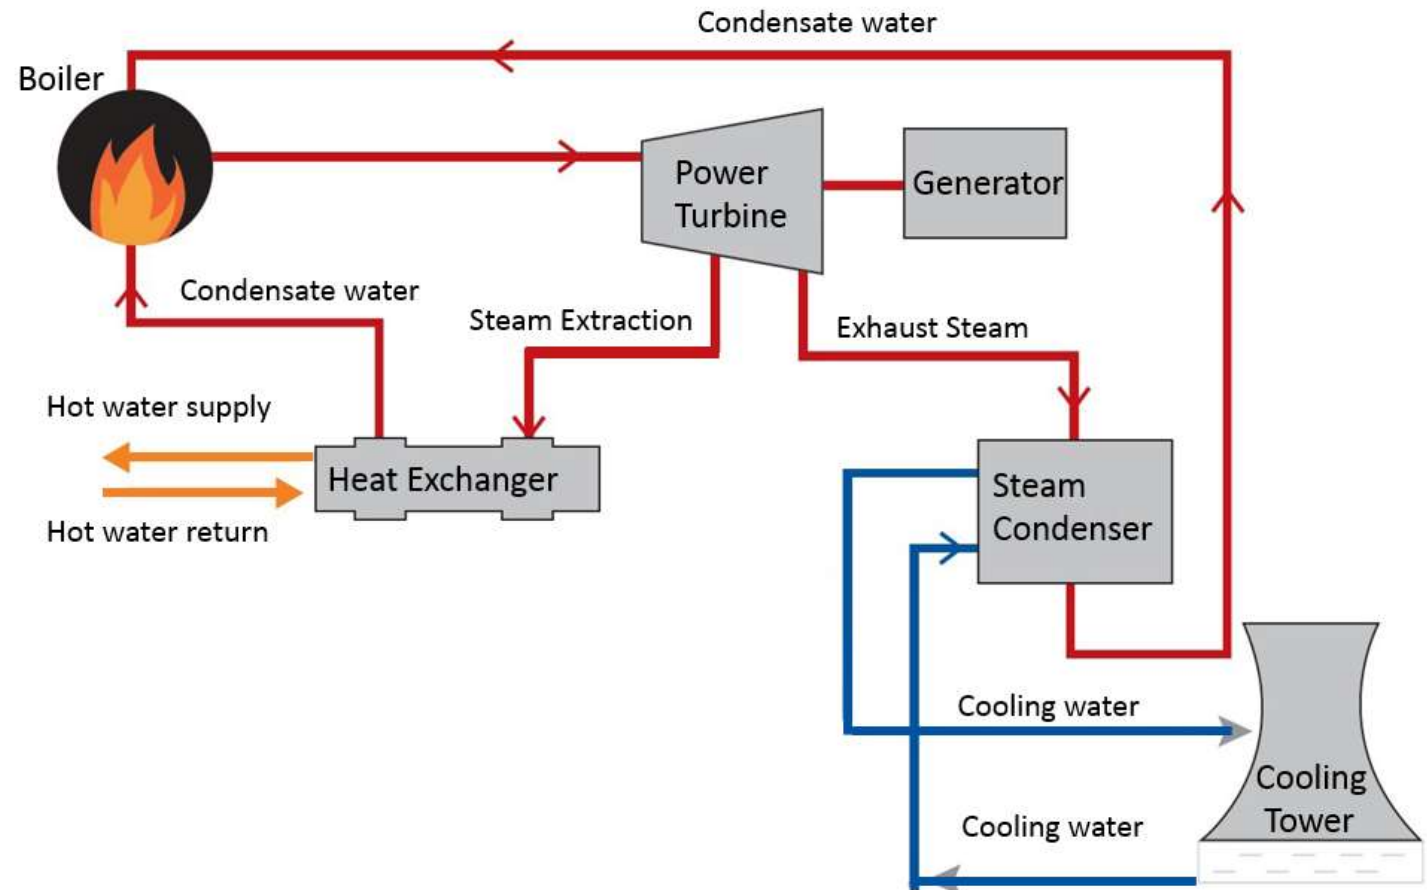 Condensate water
Boiler
Power
Turbine
Generator
Condensate water
Steam Extraction
Exhaust Steam
Hot water supply
Heat Exchanger
Hot water return
Steam
Condenser
Cooling water
Cooling
Tower
Cooling water